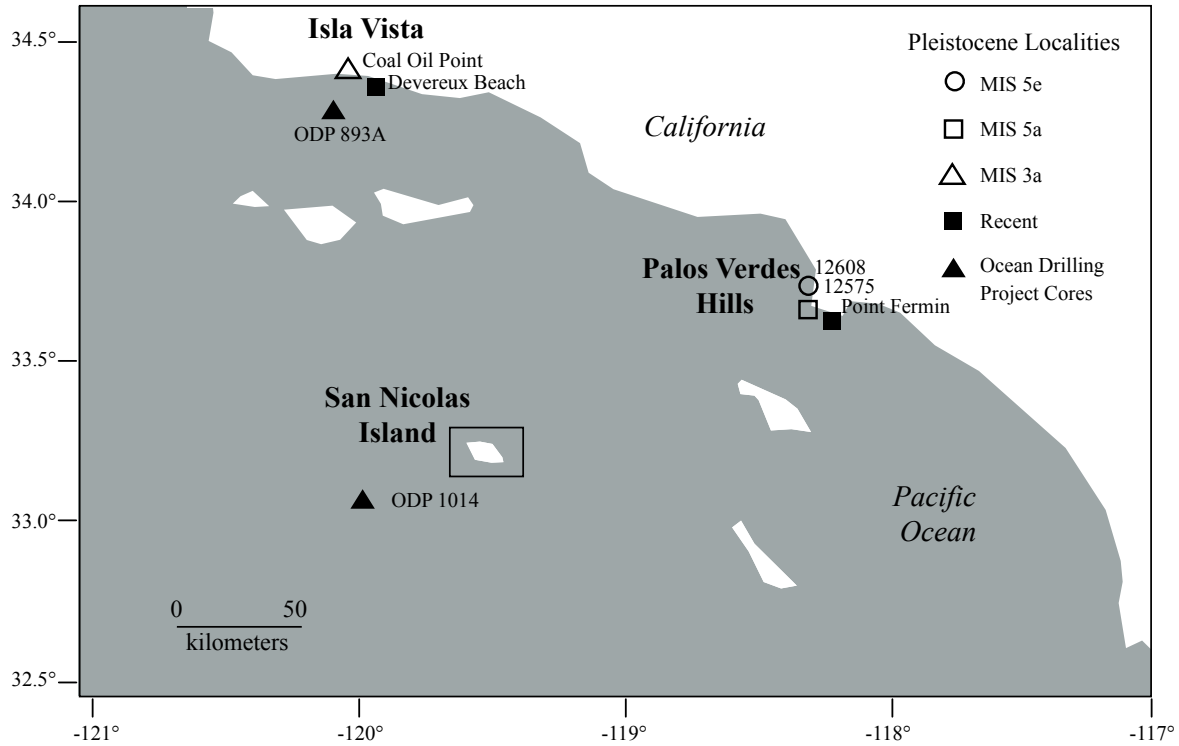 34.5°
34.0°
33.5°
33.0°
32.5°
-121°
-120°
-119°
-118°
-117°
Isla Vista
Coal Oil Point
Devereux Beach
ODP 893A
California
Pleistocene Localities
MIS 5e
MIS 5a
MIS 3a
Recent
Ocean Drilling
Project Cores
Palos Verdes
Hills
12608
12575
Point Fermin
San Nicolas
Island
ODP 1014
Pacific
Ocean
0
50
kilometers